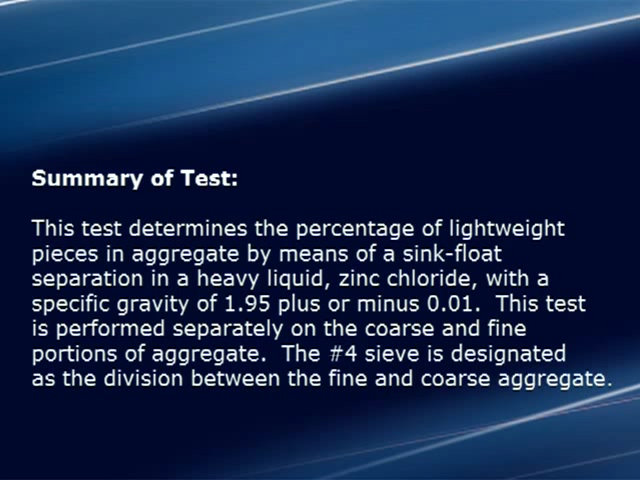 Summary of Test:
This test determines the percentage of lightweight
pieces in aggregate by means of a sink-float
separation in a heavy liquid, zinc chloride, with a
specific gravity of 1.95 plus or minus 0.01.  This test
is performed separately on the coarse and fine
portions of aggregate.  The #4 sieve is designated
as the division between the fine and coarse aggregate.